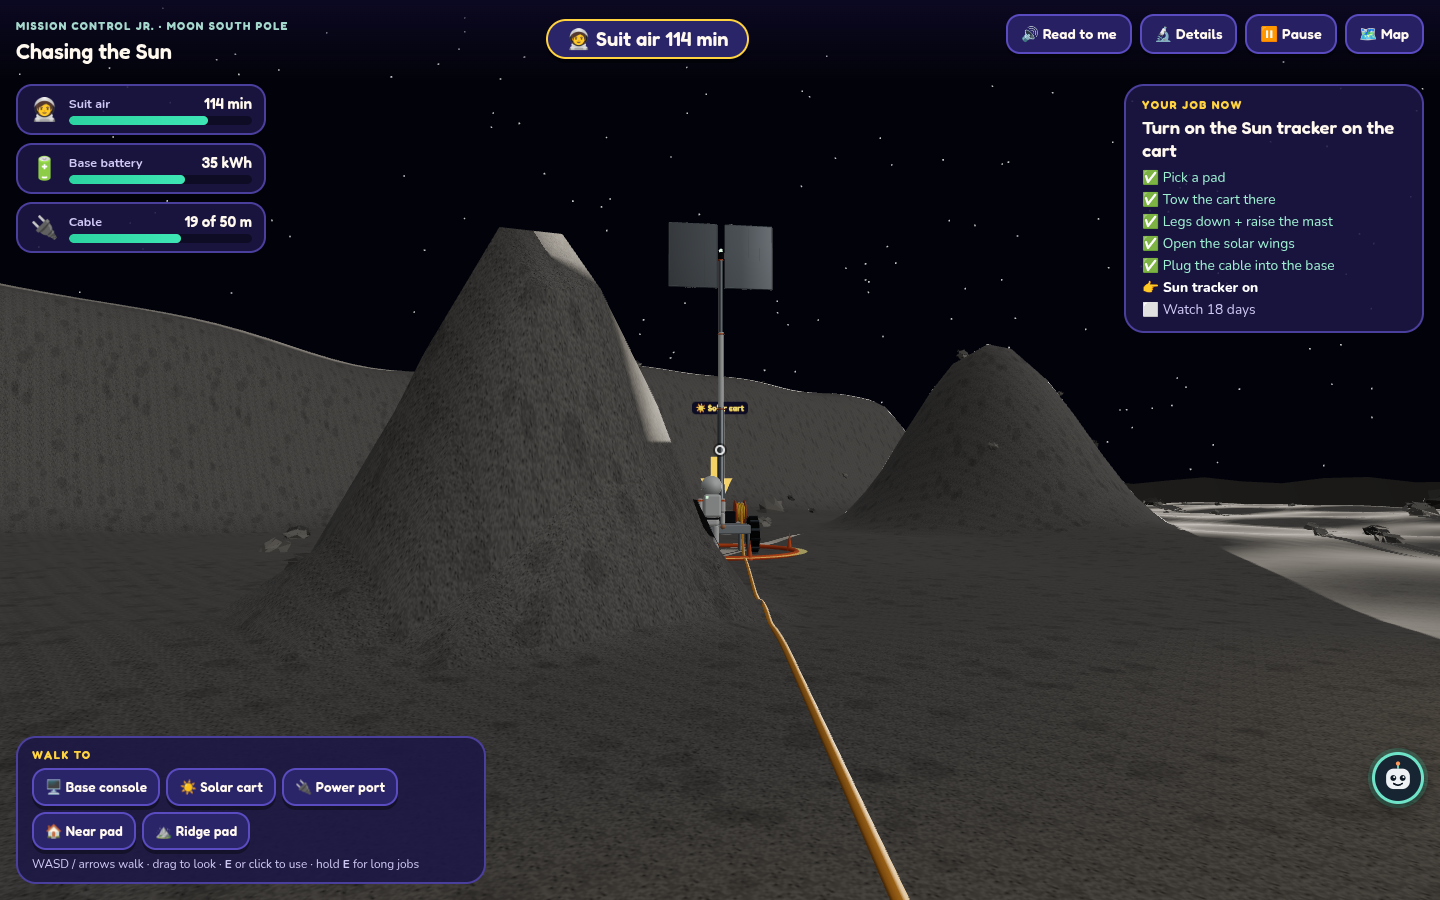 MISSION CONTROL JR. · MOON SOUTH POLE
Chasing the Sun
Suit air 114 min
Read to me
Details
Pause
Map
Suit air 114 min
Base battery 35 kWh
Cable 19 of 50 m
YOUR JOB NOW
Turn on the Sun tracker on the
cart
Pick a pad
Tow the cart there
Legs down + raise the mast
Open the solar wings
Plug the cable into the base
Sun tracker on
Watch 18 days
Solar cart
WALK TO
Base console
Solar cart
Power port
Near pad
Ridge pad
WASD / arrows walk · drag to look · E or click to use · hold E for long jobs